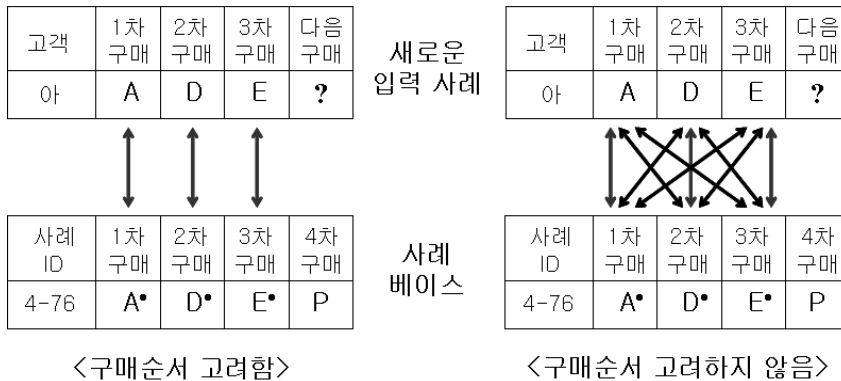 고객 1차 구매 2차 구매 3차 구매 다음 구매
아 A D E ?
새로운
입력 사례
고객 1차 구매 2차 구매 3차 구매 다음 구매
아 A D E ?
사례 ID 1차 구매 2차 구매 3차 구매 4차 구매
4-76 A• D• E• P
사례
베이스
사례 ID 1차 구매 2차 구매 3차 구매 4차 구매
4-76 A• D• E• P
<구매순서 고려함>
<구매순서 고려하지 않음>